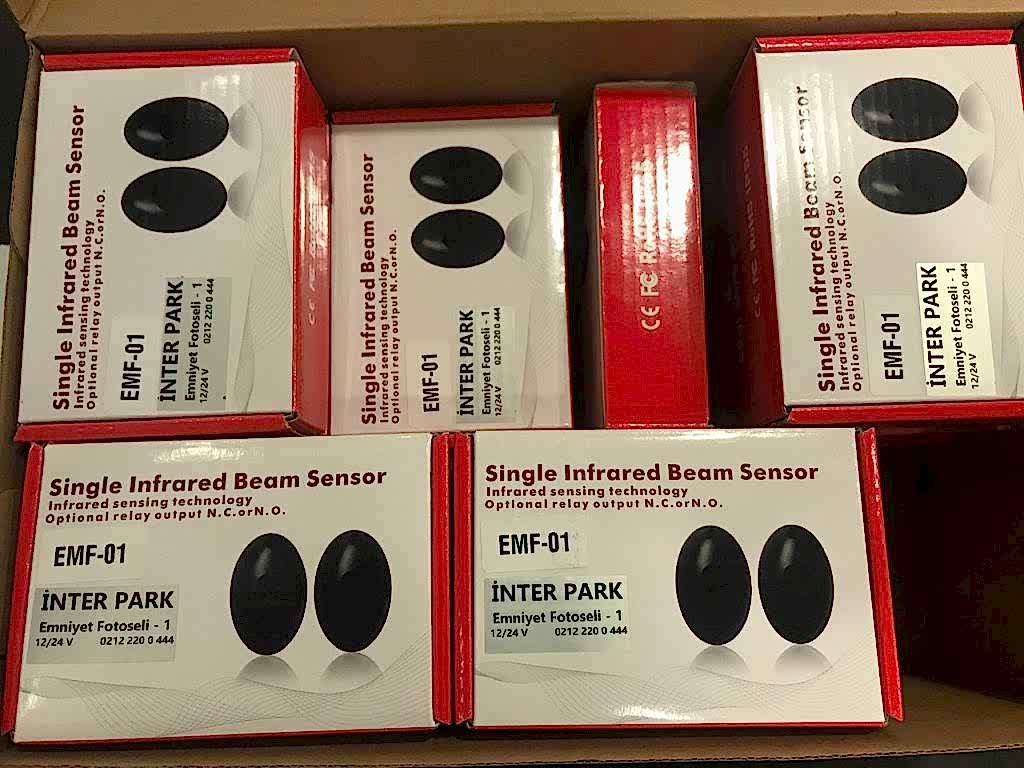 Single Infrared Beam Sensor
Infrared sensing technology
Optional relay output N.C.orN.O.
EMF-01
İNTER PARK
Emniyet Fotoseli - 1
12/24 V 0212 220 0 444
Single Infrared Beam Sensor
Infrared sensing technology
Optional relay output N.C.orN.O.
EMF-01
İNTER PARK
Emniyet Fotoseli - 1
12/24 V 0212 220 0 444
CE FC RoHS
Single Infrared Beam Sensor
Infrared sensing technology
Optional relay output N.C.orN.O.
EMF-01
İNTER PARK
Emniyet Fotoseli - 1
12/24 V 0212 220 0 444
Single Infrared Beam Sensor
Infrared sensing technology
Optional relay output N.C.orN.O.
EMF-01
İNTER PARK
Emniyet Fotoseli - 1
12/24 V 0212 220 0 444
Single Infrared Beam Sensor
Infrared sensing technology
Optional relay output N.C.orN.O.
EMF-01
İNTER PARK
Emniyet Fotoseli - 1
12/24 V 0212 220 0 444